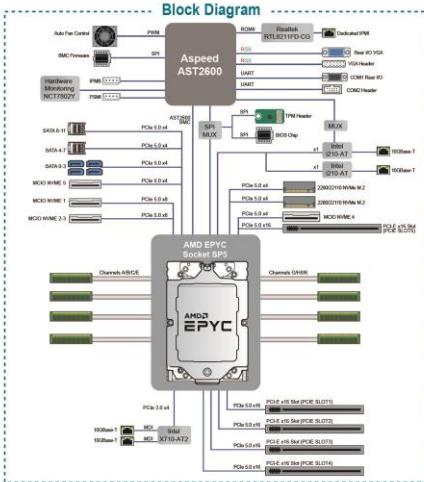 Block Diagram
Auto Fan Control
PWM
BMC Firmware
SPI
Hardware
Monitoring
NCT7802Y
IPMB
PSMI
Aspeed
AST2600
RGMII
Realtek
RTL8211FD-CG
Dedicated IPMI
RGB
Rear I/O VGA
RGB
VGA Header
UART
COM1 Rear I/O
UART
COM2 Header
AST2600
BMC
SPI
MUX
SPI
TPM Header
SPI
BIOS Chip
MUX
x1
Intel
i210-AT
10GBase-T
x1
Intel
i210-AT
10GBase-T
SATA 8-11
PCIe 5.0 x4
SATA 4-7
PCIe 5.0 x4
SATA 0-3
PCIe 5.0 x4
MCIO NVME 5
PCIe 5.0 x4
MCIO NVME 1
PCIe 5.0 x8
MCIO NVME 2-3
PCIe 5.0 x4
2280/22110 NVMe M.2
PCIe 5.0 x4
2280/22110 NVMe M.2
PCIe 5.0 x4
MCIO NVME 4
PCIe 5.0 x16
PCI-E x16 Slot
(PCIE SLOT5)
AMD EPYC
Socket SP5
Channels A/B/C/E
Channels G/H/I/K
AMD
EPYC
PCIe 3.0 x4
10GBase-T
MDI
10GBase-T
MDI
Intel
X710-AT2
PCIe 5.0 x16
PCI-E x16 Slot (PCIE SLOT1)
PCIe 5.0 x16
PCI-E x16 Slot (PCIE SLOT2)
PCIe 5.0 x16
PCI-E x16 Slot (PCIE SLOT3)
PCIe 5.0 x16
PCI-E x16 Slot (PCIE SLOT4)